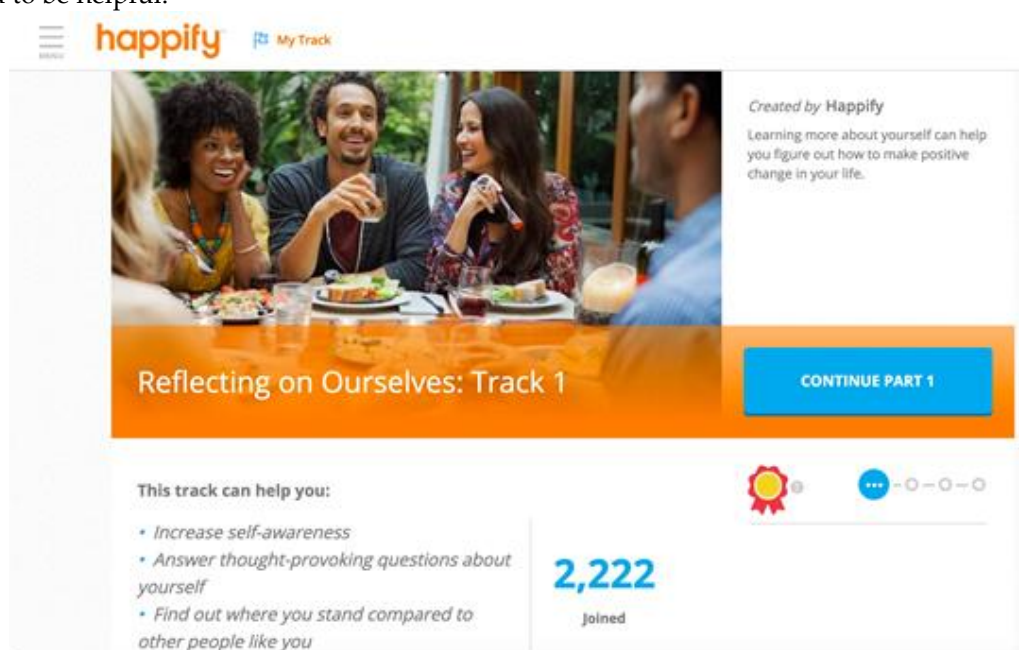 to be helpful.
happify My Track
MENU
Created by Happify
Learning more about yourself can help
you figure out how to make positive
change in your life.
Reflecting on Ourselves: Track 1
CONTINUE PART 1
This track can help you:
• Increase self-awareness
• Answer thought-provoking questions about
yourself
• Find out where you stand compared to
other people like you
2,222
Joined